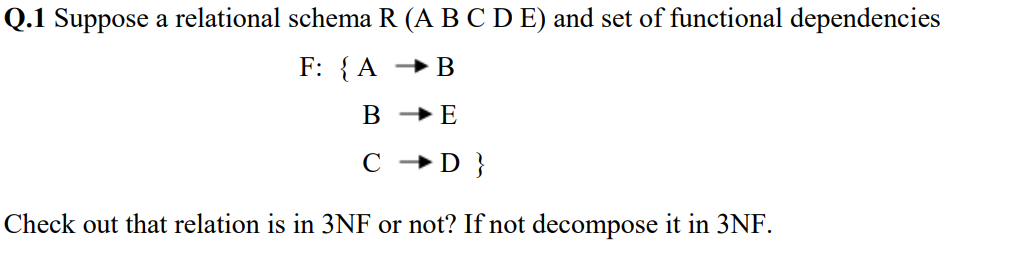 Q.1 Suppose a relational schema R (A B C D E) and set of functional dependencies
F: { A → B
B → E
C → D }
Check out that relation is in 3NF or not? If not decompose it in 3NF.